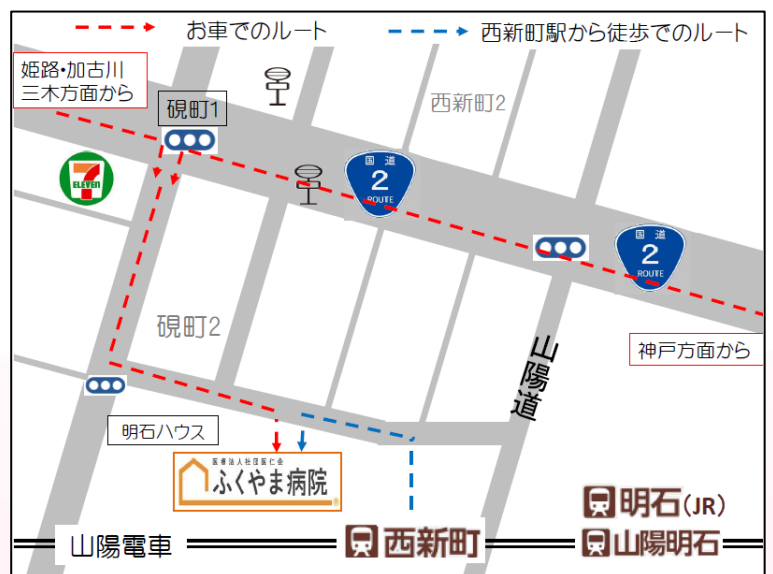 お車でのルート
西新町駅から徒歩でのルート
姫路・加古川
三木方面から
硯町1
西新町2
7
ELEVEN
国道
2
ROUTE
国道
2
ROUTE
硯町2
山陽道
神戸方面から
明石ハウス
医療法人社団医仁会
ふくやま病院
明石(JR)
山陽電車
西新町
山陽明石